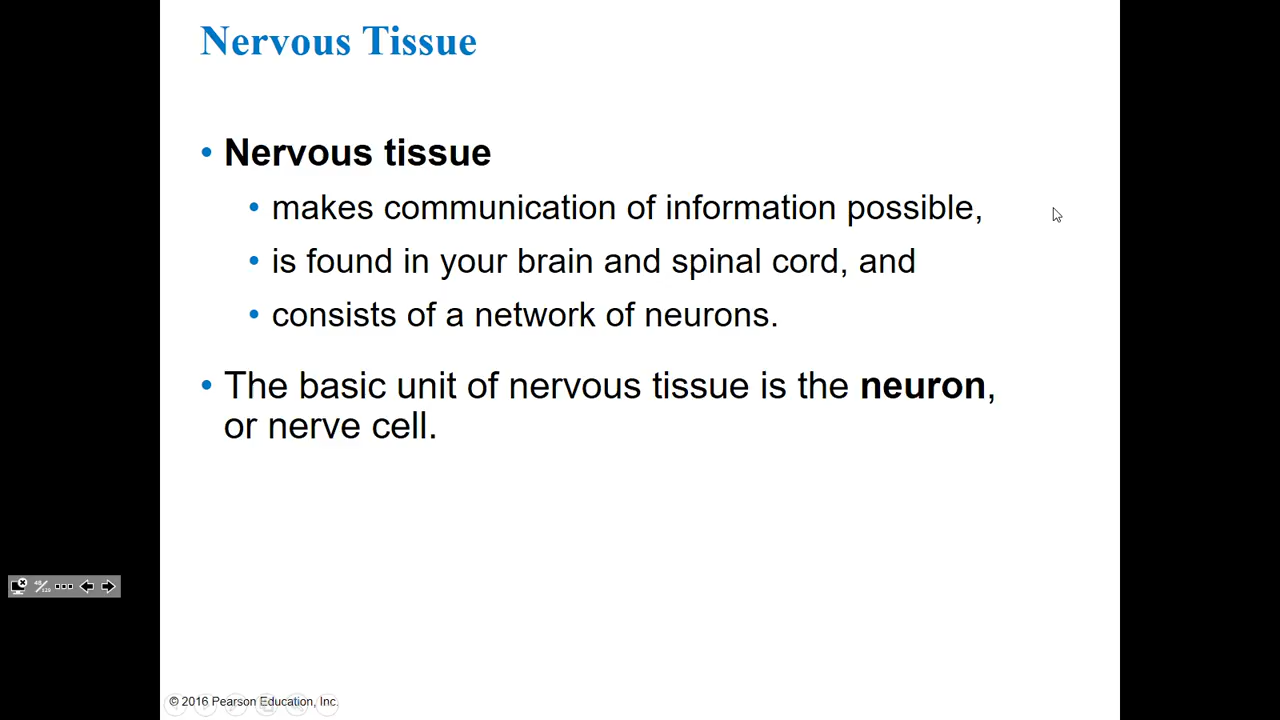 Nervous Tissue
• Nervous tissue
• makes communication of information possible,
• is found in your brain and spinal cord, and
• consists of a network of neurons.
• The basic unit of nervous tissue is the neuron,
or nerve cell.
© 2016 Pearson Education, Inc.